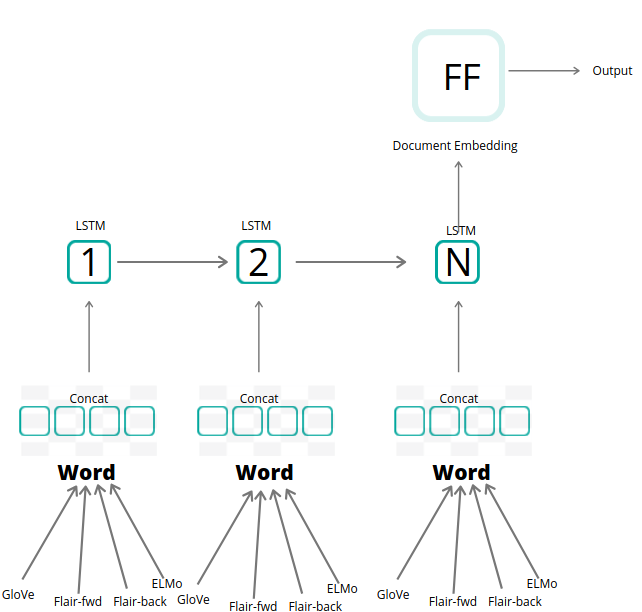 FF
Output
Document Embedding
LSTM
LSTM
LSTM
1
2
N
Concat
Concat
Concat
Word
Word
Word
GloVe
Flair-fwd
Flair-back
ELMo
GloVe
Flair-fwd
Flair-back
ELMo
GloVe
Flair-fwd
Flair-back
ELMo